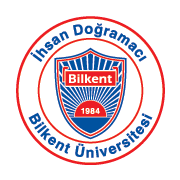 İhsan Doğramacı
Bilkent
1984
Bilkent Üniversitesi